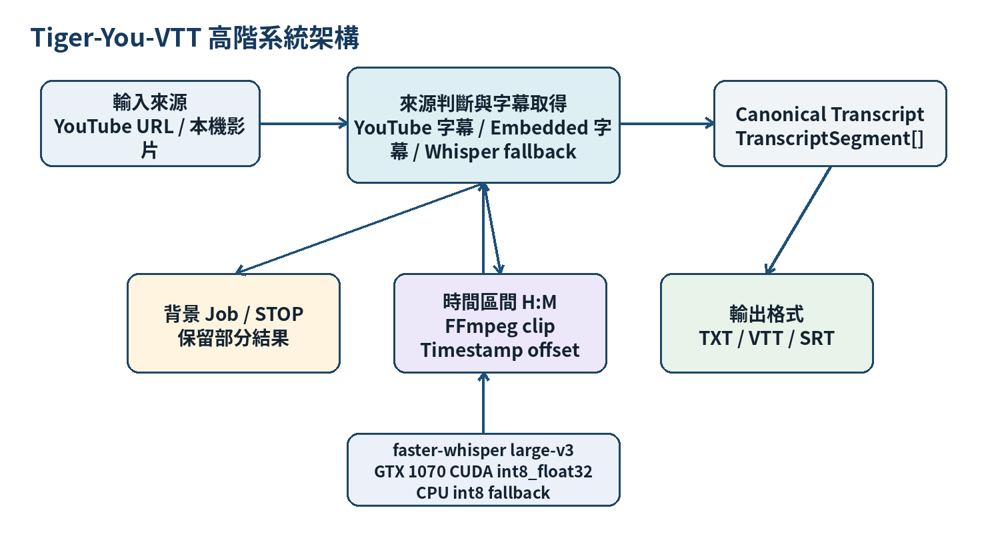 Tiger-You-VTT 高階系統架構
輸入來源
YouTube URL / 本機影
片
來源判斷與字幕取得
YouTube 字幕 / Embedded 字
幕 / Whisper fallback
Canonical Transcript
TranscriptSegment[]
背景 Job / STOP
保留部分結果
時間區間 H:M
FFmpeg clip
Timestamp offset
輸出格式
TXT / VTT / SRT
faster-whisper large-v3
GTX 1070 CUDA int8_float32
CPU int8 fallback